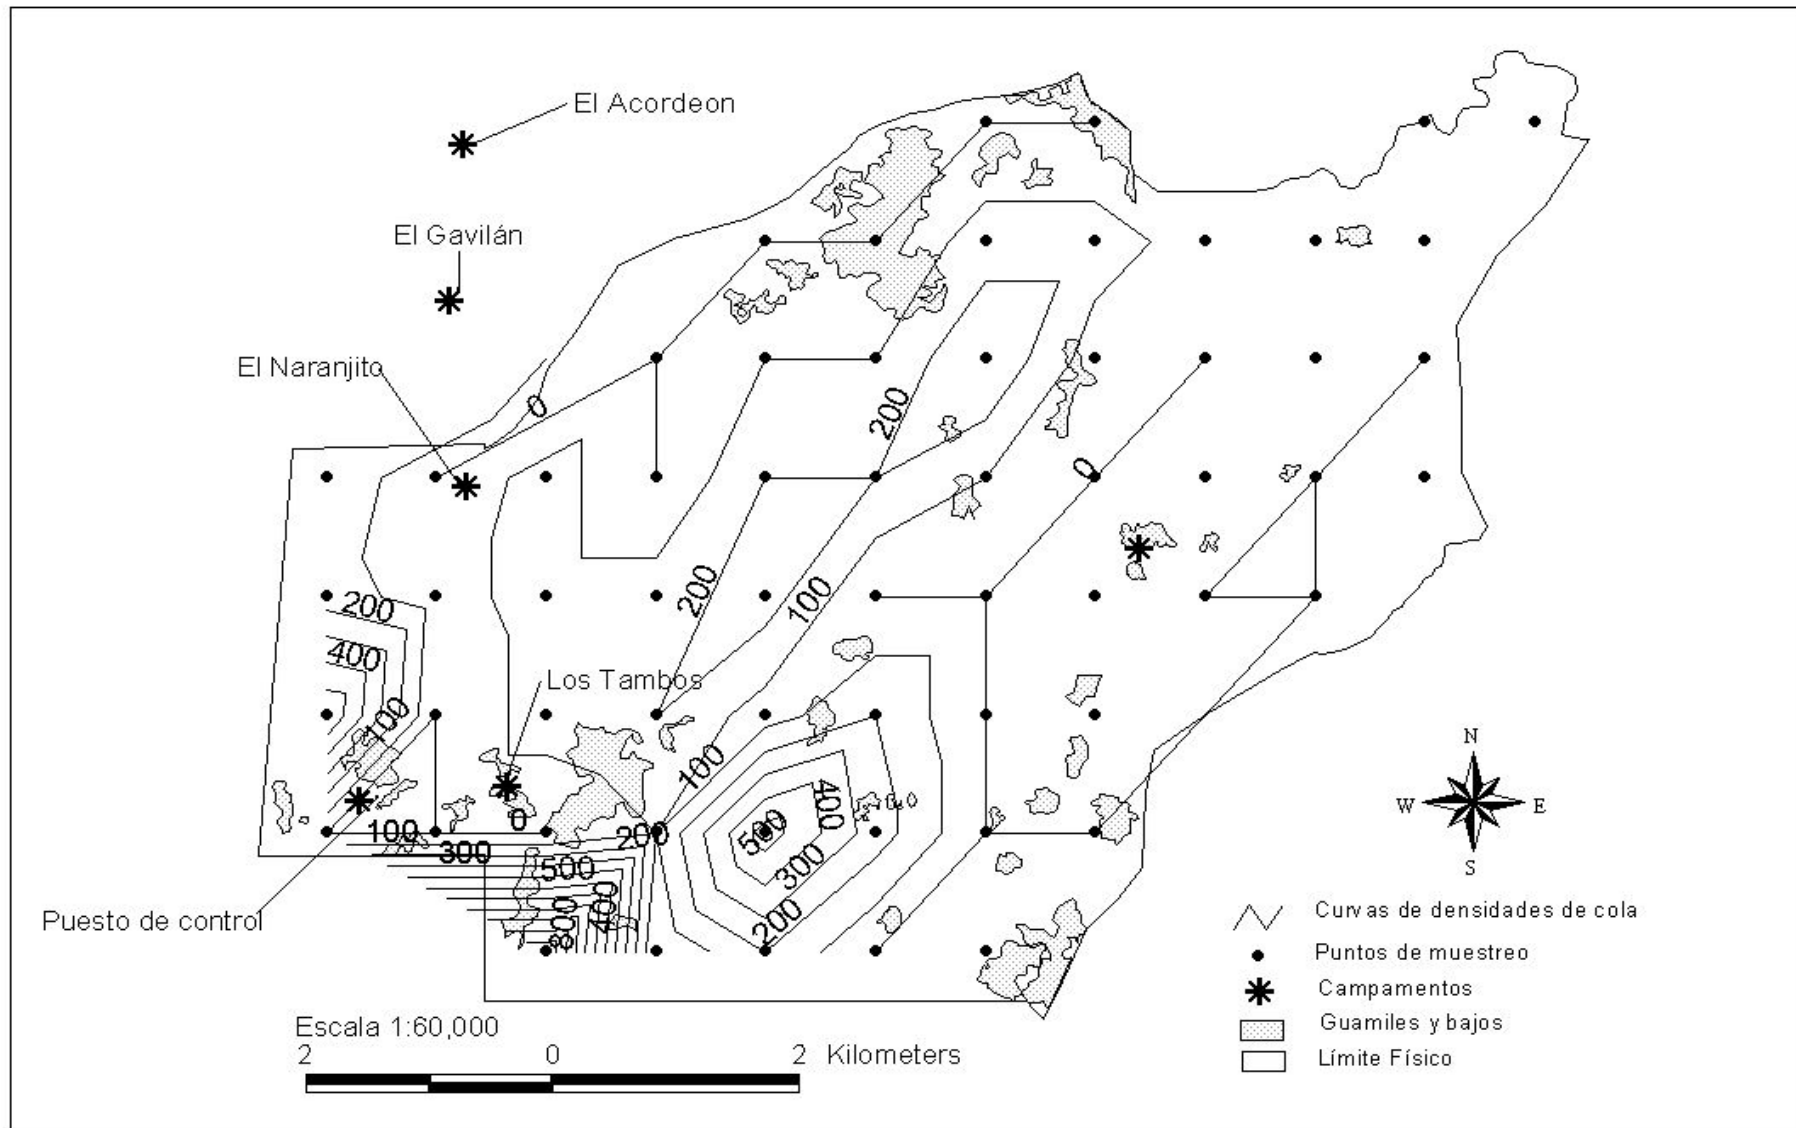 El Acordeon
El Gavilán
El Naranjito
0
200
0
200
100
200
400
100
Los Tambos
100
400
500
300
200
200
0
100
300
500
400
800
Puesto de control
N
W
E
S
Curvas de densidades de cola
Puntos de muestreo
Campamentos
Guamiles y bajos
Límite Físico
Escala 1:60,000
2 0 2 Kilometers